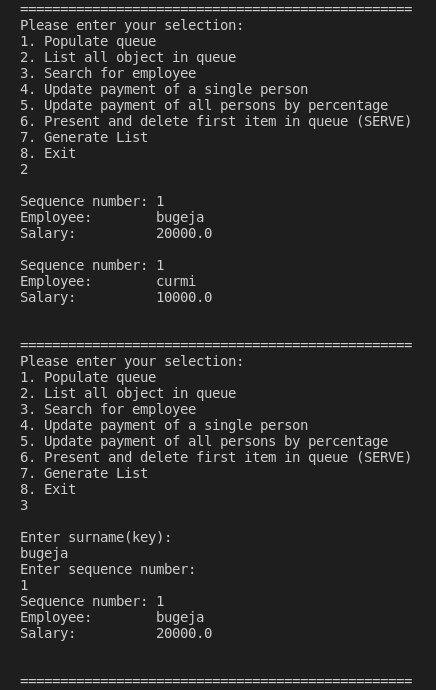 =================================================
Please enter your selection:
1. Populate queue
2. List all object in queue
3. Search for employee
4. Update payment of a single person
5. Update payment of all persons by percentage
6. Present and delete first item in queue (SERVE)
7. Generate List
8. Exit
2
Sequence number: 1
Employee:        bugeja
Salary:          20000.0
Sequence number: 1
Employee:        curmi
Salary:          10000.0
=================================================
Please enter your selection:
1. Populate queue
2. List all object in queue
3. Search for employee
4. Update payment of a single person
5. Update payment of all persons by percentage
6. Present and delete first item in queue (SERVE)
7. Generate List
8. Exit
3
Enter surname(key):
bugeja
Enter sequence number:
1
Sequence number: 1
Employee:        bugeja
Salary:          20000.0
=================================================